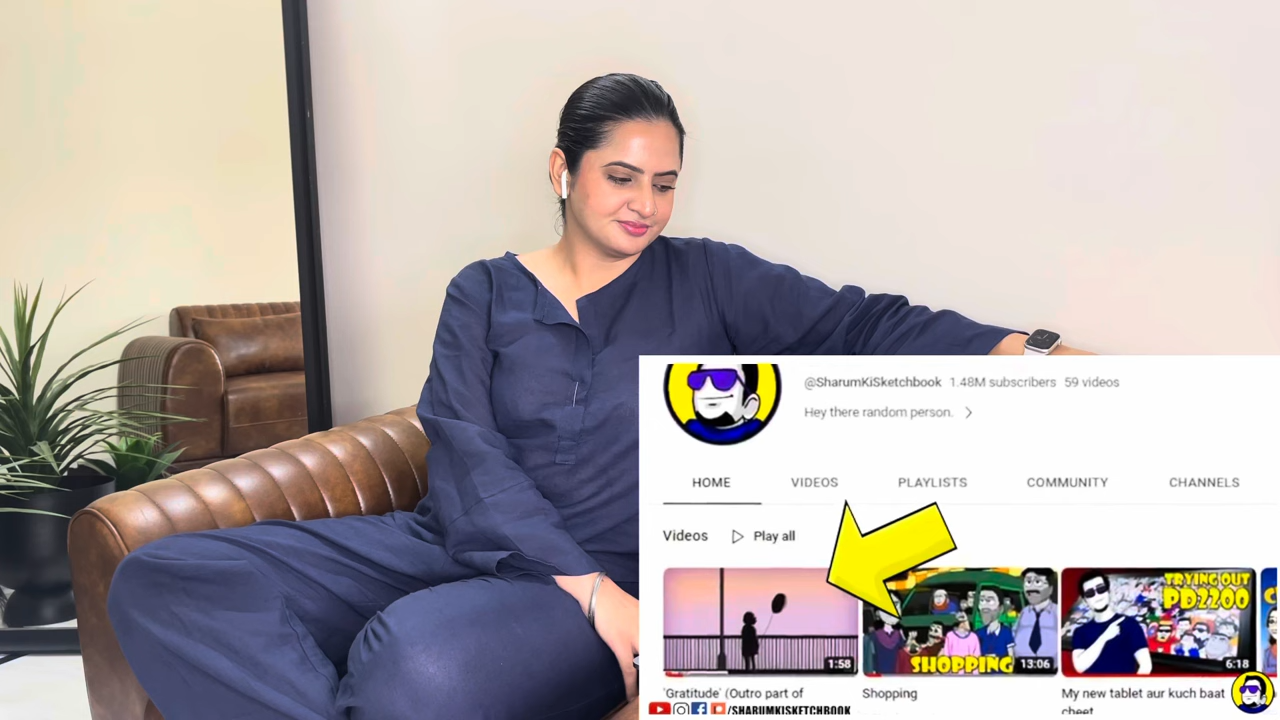 @SharumKiSketchbook 1.48M subscribers 59 videos
Hey there random person.
HOME VIDEOS PLAYLISTS COMMUNITY CHANNELS
Videos Play all
TRYING OUT
PD2200
SHOPPING
1:58 13:06 6:18
'Gratitude' (Outro part of Shopping My new tablet aur kuch baat
cheet
/SHARUMKISKETCHBOOK